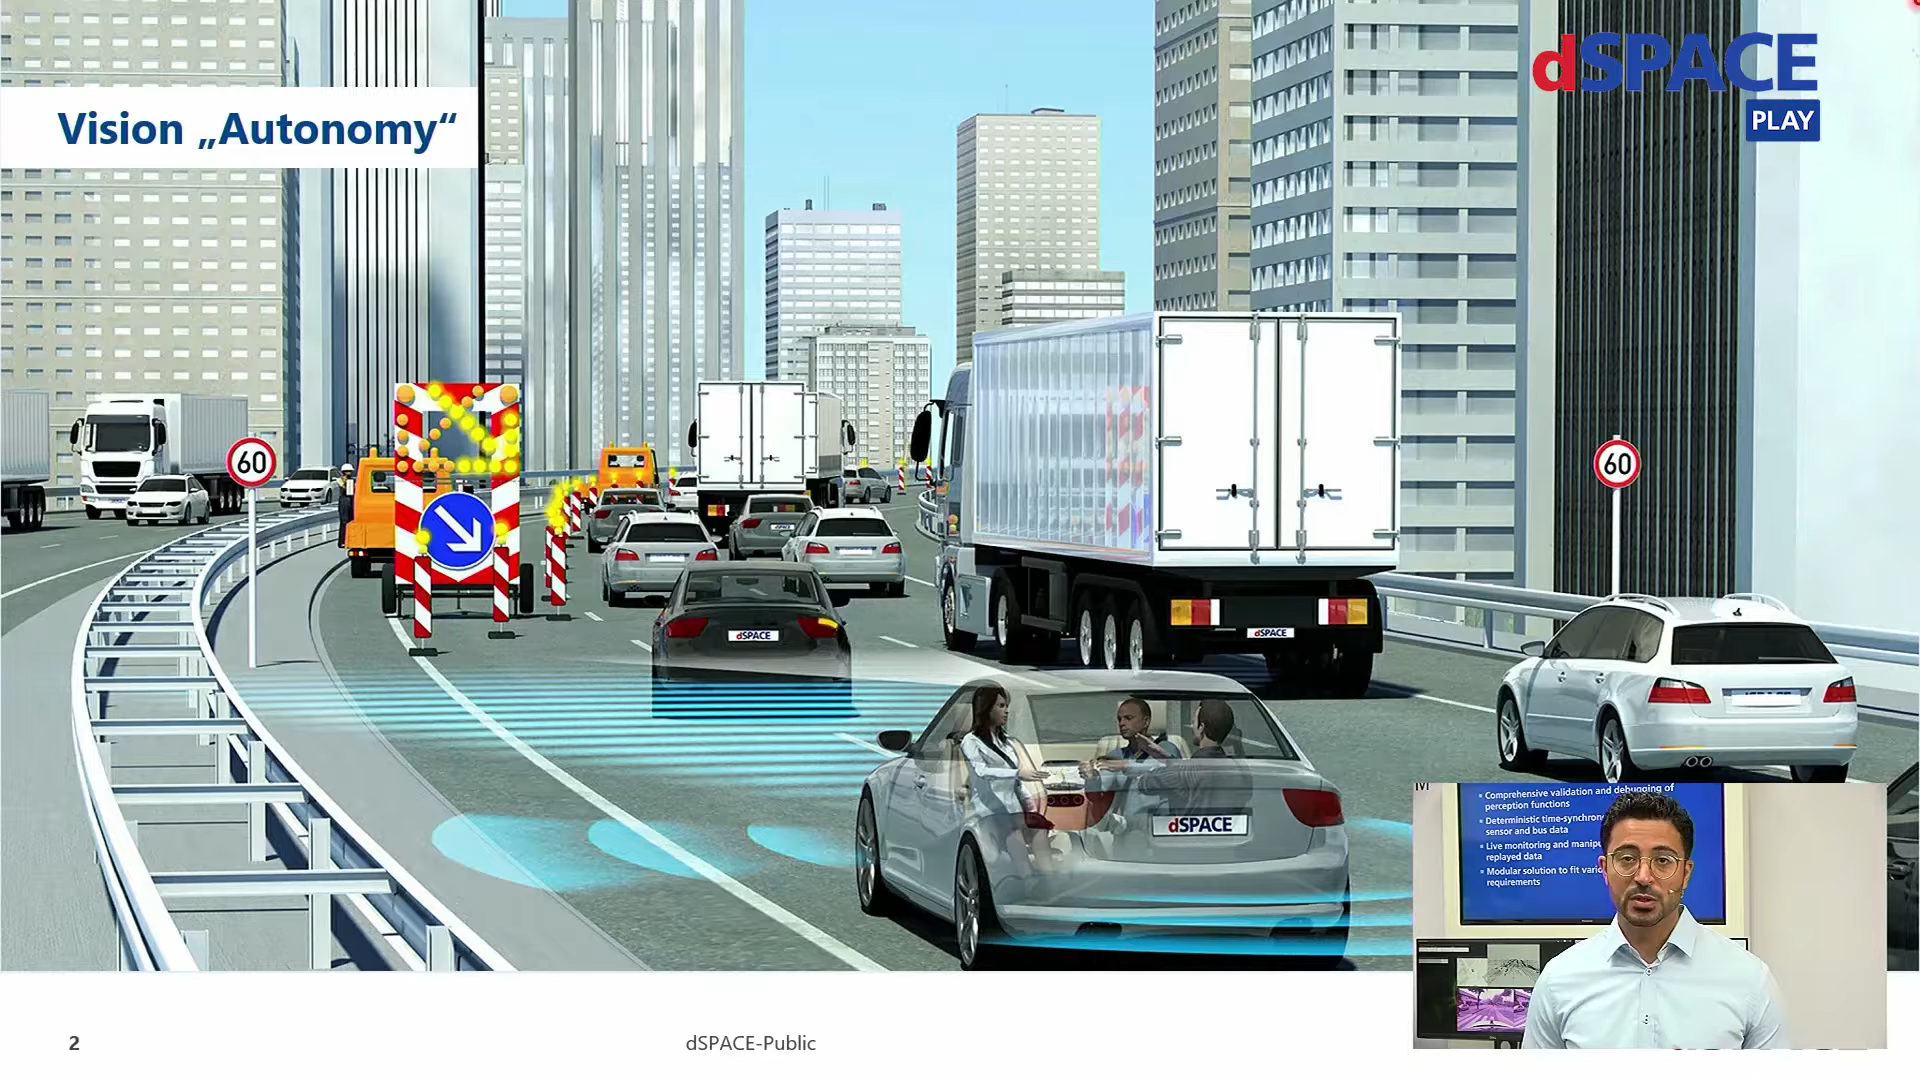 Vision „Autonomy“
dSPACE
PLAY
60
60
dSPACE
dSPACE
dSPACE
Comprehensive validation and debugging of
perception functions
Deterministic time-synchron
sensor and bus data
Live monitoring and manipu
replayed data
Modular solution to fit vario
requirements
2
dSPACE-Public